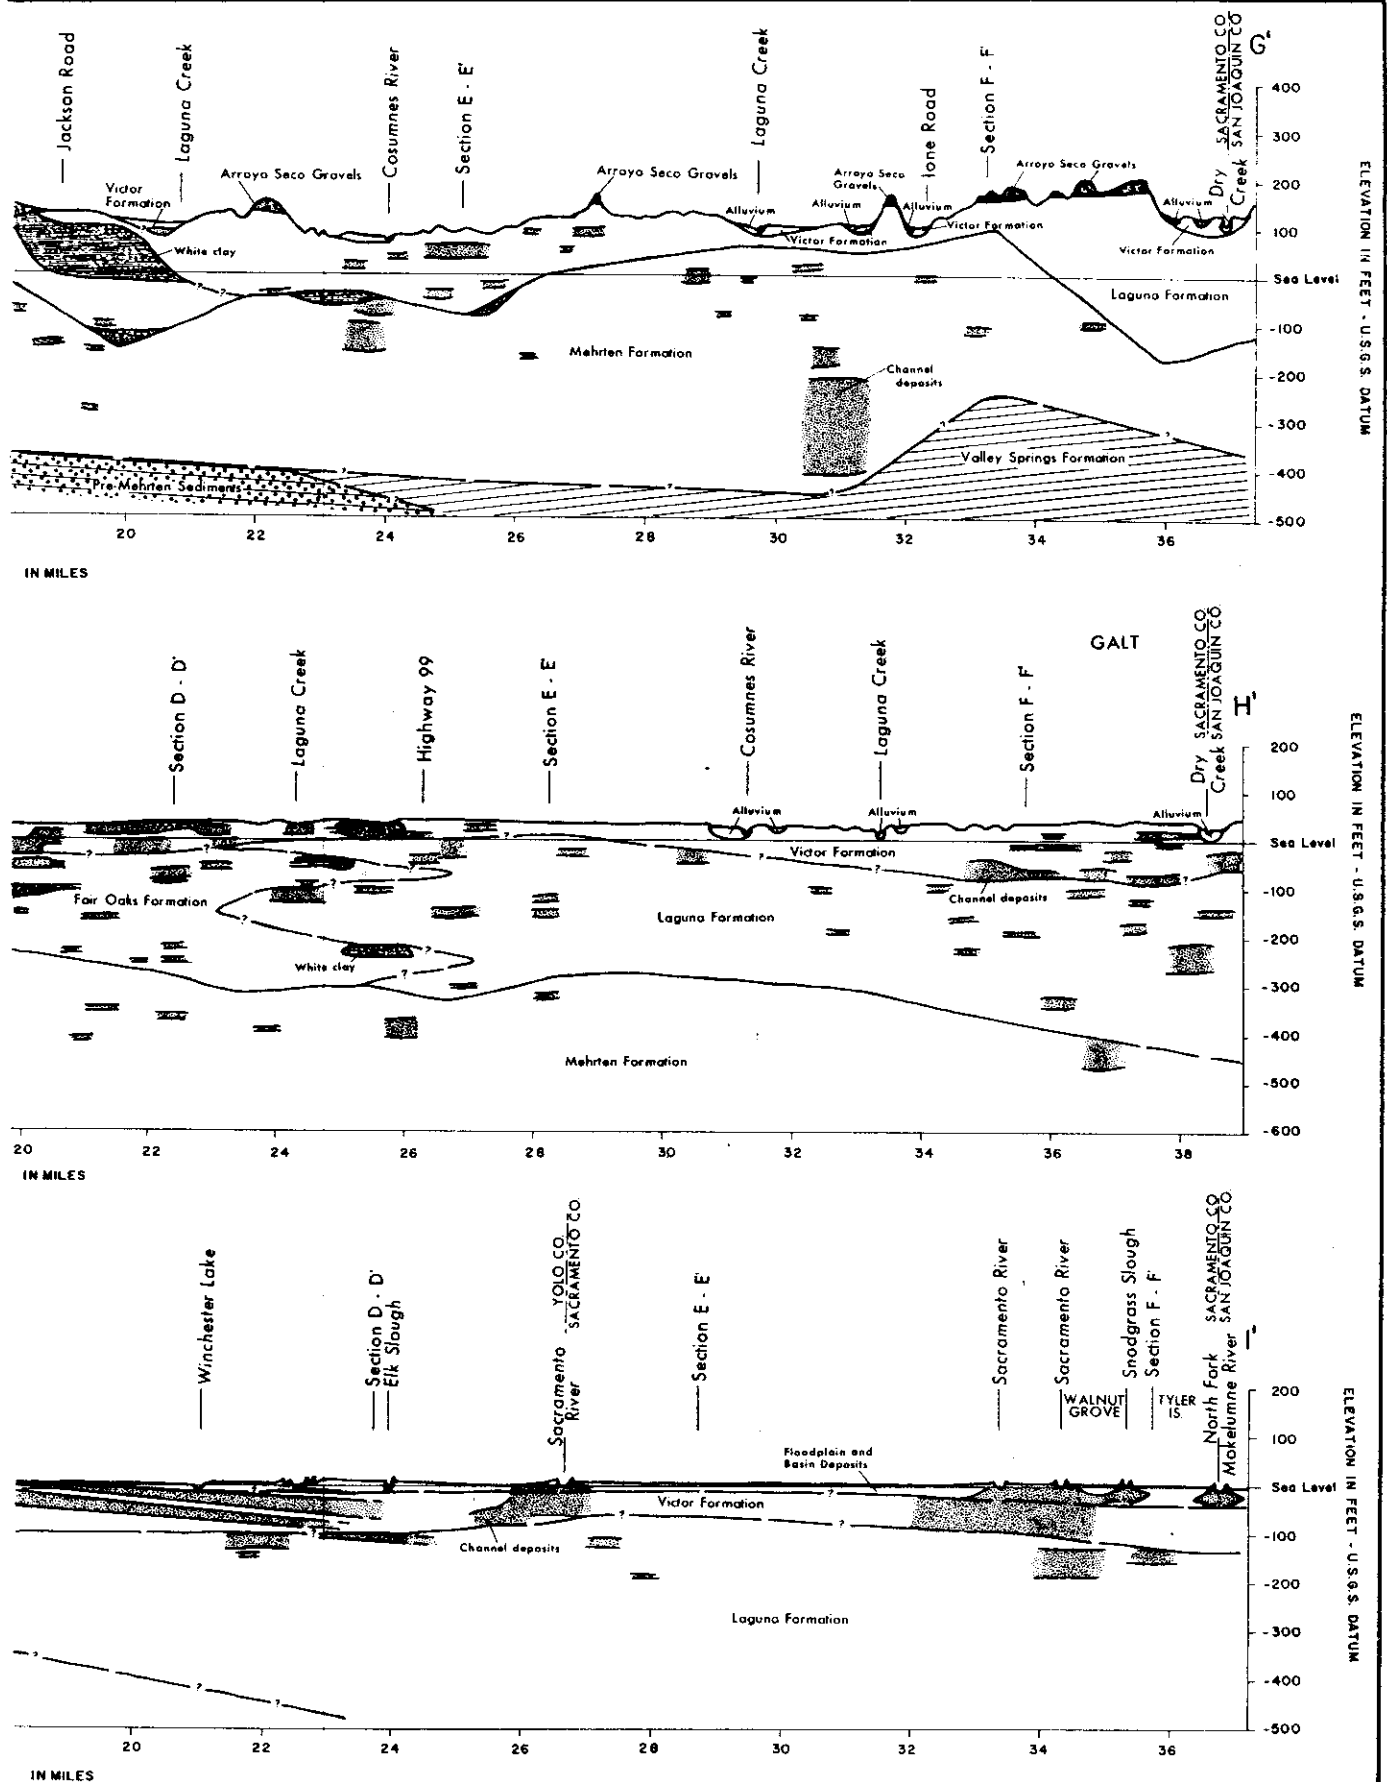 Jackson Road
Laguna Creek
Cosumnes River
Section E - E'
Laguna Creek
Ione Road
Section F - F'
Dry Creek
SACRAMENTO CO
SAN JOAQUIN CO
G'
400
300
200
100
Sea Level
-100
-200
-300
-400
-500
ELEVATION IN FEET - U.S.G.S. DATUM
Victor
Formation
Arroyo Seco Gravels
Arroyo Seco Gravels
Arroyo Seco
Gravels
Arroyo Seco Gravels
Alluvium
Alluvium
Alluvium
Alluvium
Victor Formation
Victor Formation
Victor Formation
White clay
?
?
Laguna Formation
Mehrten Formation
Channel
deposits
Valley Springs Formation
Pre-Mehrten Sediments
?
?
?
?
?
?
20
22
24
26
28
30
32
34
36
IN MILES
Section D - D'
Laguna Creek
Highway 99
Section E - E'
Cosumnes River
Laguna Creek
Section F - F'
GALT
Dry Creek
SACRAMENTO CO
SAN JOAQUIN CO
H'
200
100
Sea Level
-100
-200
-300
-400
-500
-600
ELEVATION IN FEET - U.S.G.S. DATUM
Alluvium
Alluvium
Alluvium
Victor Formation
Fair Oaks Formation
Channel deposits
Laguna Formation
White clay
Mehrten Formation
?
?
?
?
?
?
?
?
?
?
?
?
20
22
24
26
28
30
32
34
36
38
IN MILES
Winchester Lake
Section D - D'
Elk Slough
Sacramento River
YOLO CO
SACRAMENTO CO
Section E - E'
Sacramento River
Sacramento River
WALNUT
GROVE
Snodgrass Slough
Section F - F'
TYLER
IS.
North Fork
Mokelumne River
SACRAMENTO CO
SAN JOAQUIN CO
I'
200
100
Sea Level
-100
-200
-300
-400
-500
ELEVATION IN FEET - U.S.G.S. DATUM
Floodplain and
Basin Deposits
Victor Formation
Channel deposits
Laguna Formation
?
?
?
?
?
?
?
?
20
22
24
26
28
30
32
34
36
IN MILES